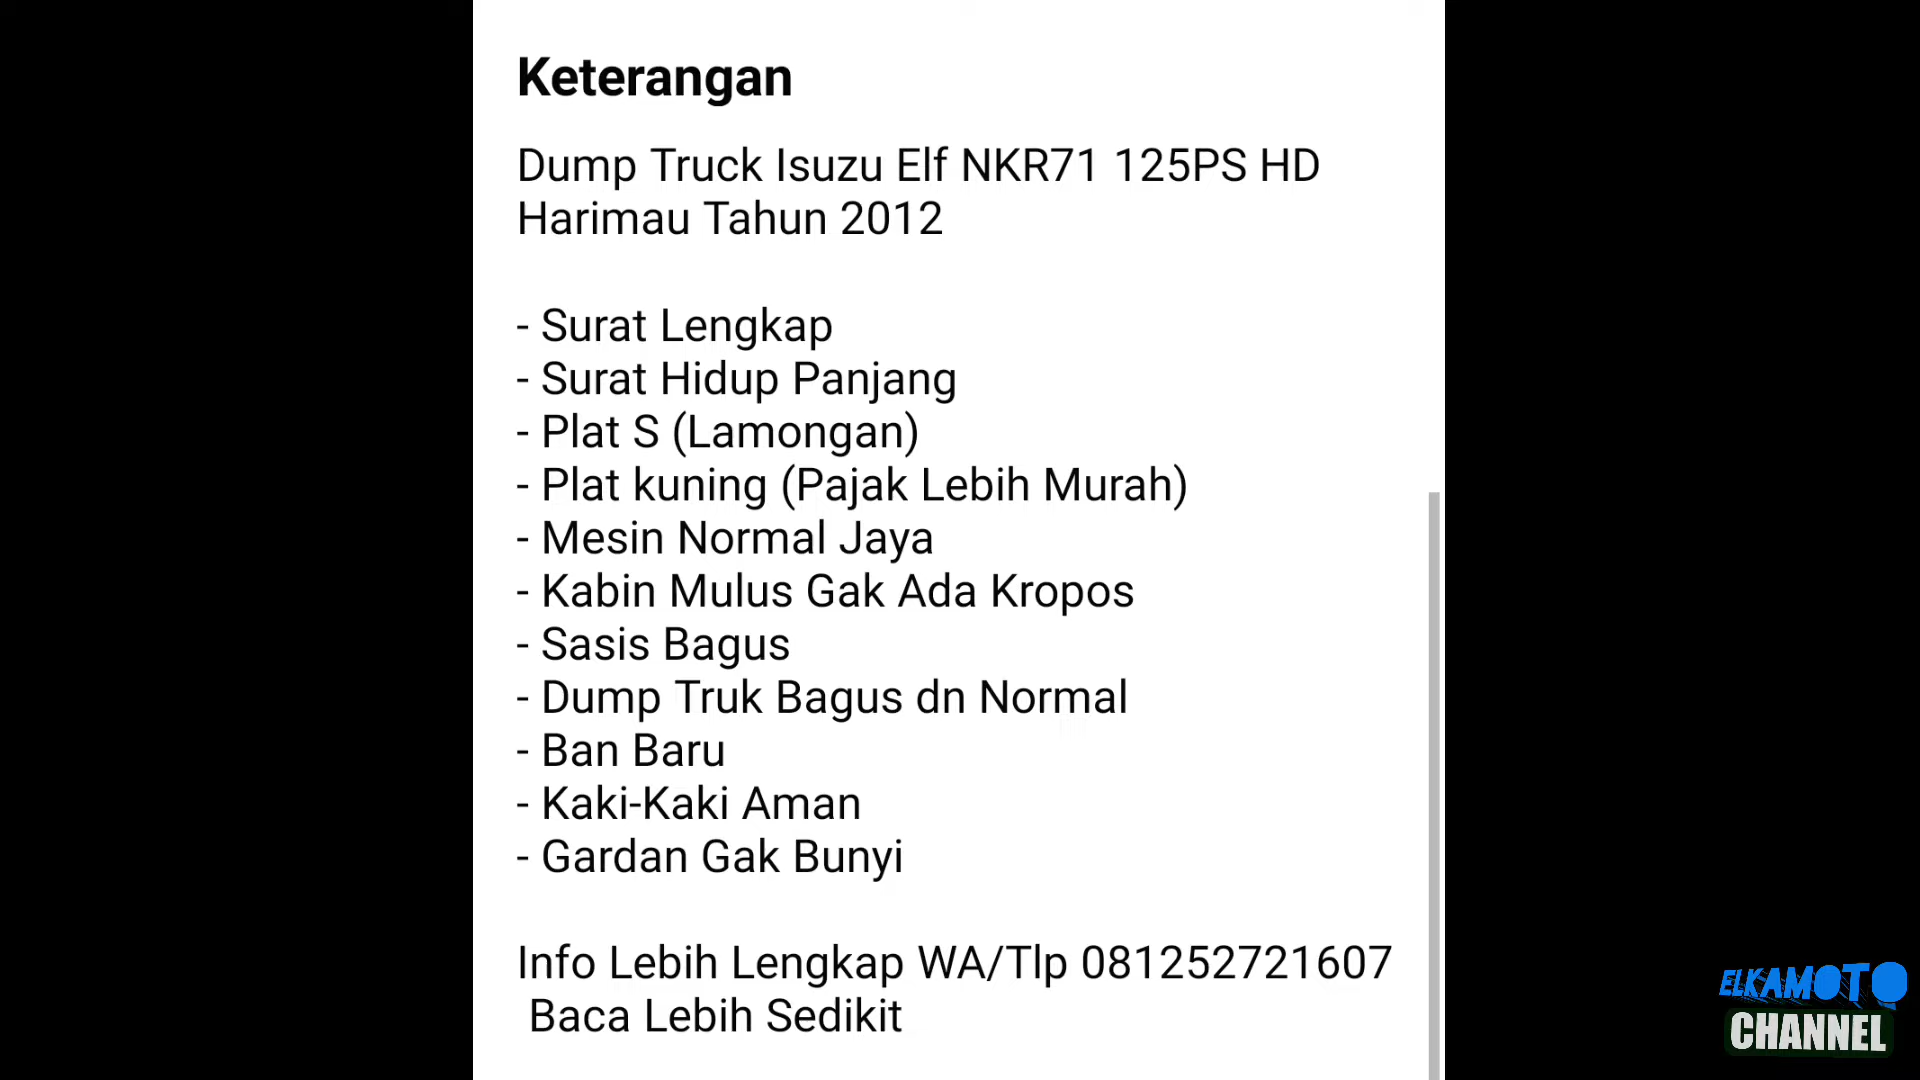 Keterangan
Dump Truck Isuzu Elf NKR71 125PS HD
Harimau Tahun 2012
- Surat Lengkap
- Surat Hidup Panjang
- Plat S (Lamongan)
- Plat kuning (Pajak Lebih Murah)
- Mesin Normal Jaya
- Kabin Mulus Gak Ada Kropos
- Sasis Bagus
- Dump Truk Bagus dn Normal
- Ban Baru
- Kaki-Kaki Aman
- Gardan Gak Bunyi
Info Lebih Lengkap WA/Tlp 081252721607
Baca Lebih Sedikit
ELKAMOTO
CHANNEL